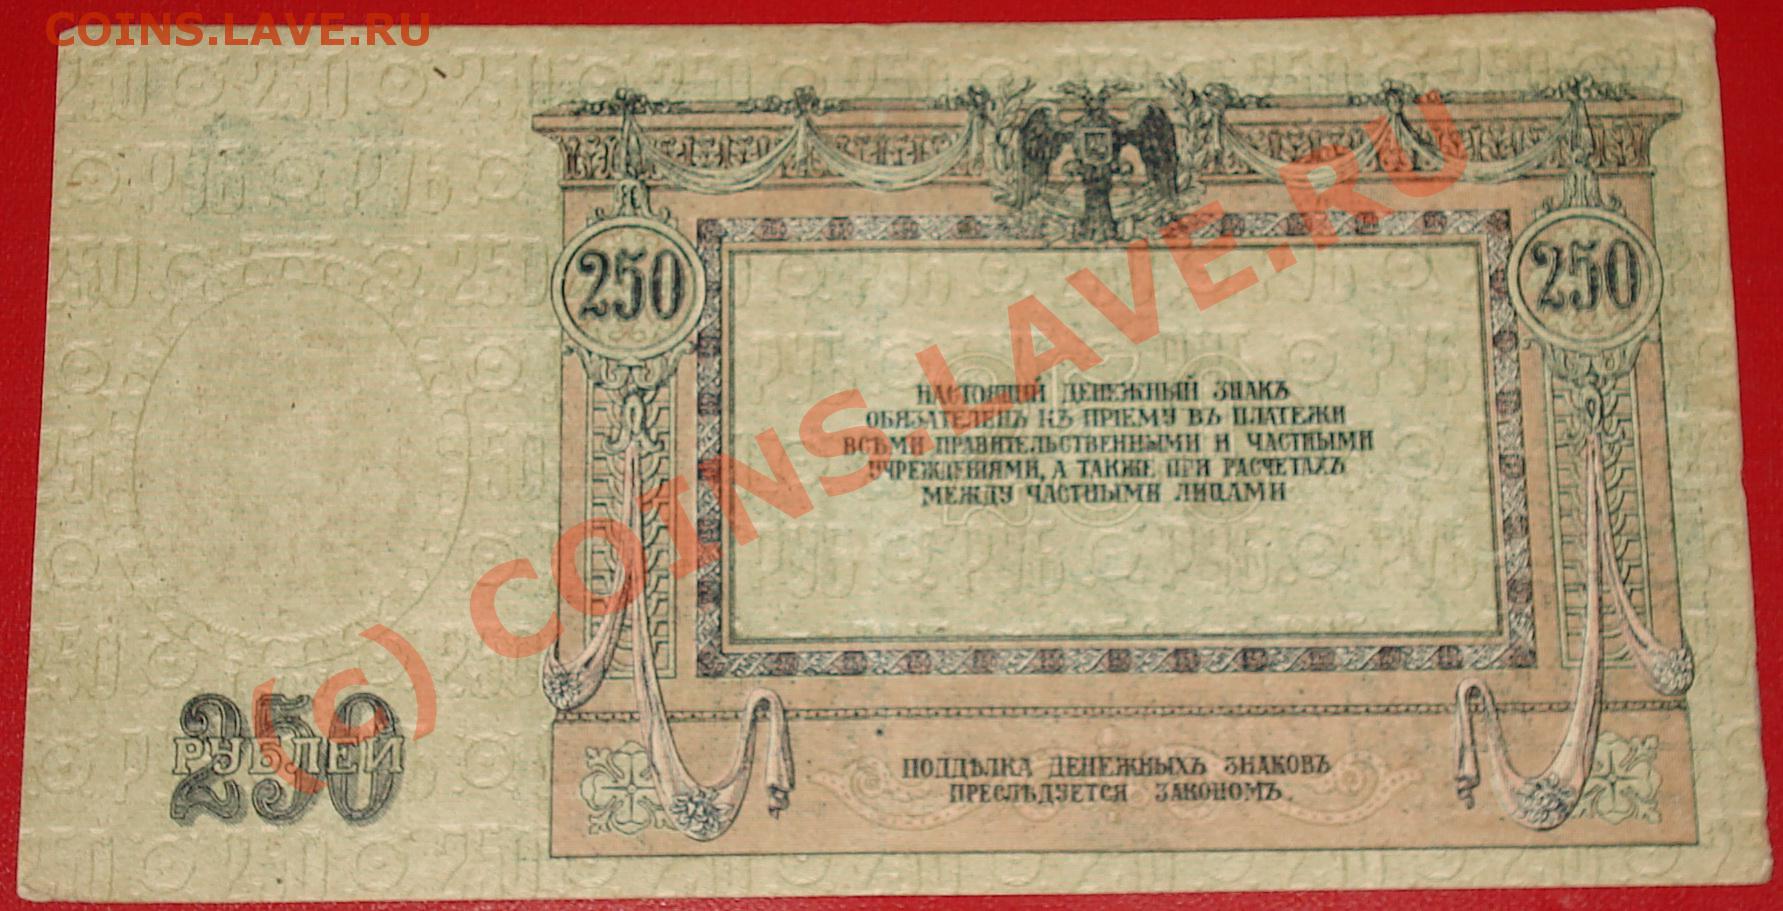 COINS.LAVE.RU
250
250
НАСТОЯЩІЙ ДЕНЕЖНЫЙ ЗНАКЪ
ОБЯЗАТЕЛЕНЪ КЪ ПРІЕМУ ВЪ ПЛАТЕЖИ
ВСѢМИ ПРАВИТЕЛЬСТВЕННЫМИ И ЧАСТНЫМИ
УЧРЕЖДЕНІЯМИ, А ТАКЖЕ ПРИ РАСЧЕТАХЪ
МЕЖДУ ЧАСТНЫМИ ЛИЦАМИ
250
РУБЛЕЙ
ПОДДѢЛКА ДЕНЕЖНЫХЪ ЗНАКОВЪ
ПРЕСЛѢДУЕТСЯ ЗАКОНОМЪ.
(c) COINS.LAVE.RU